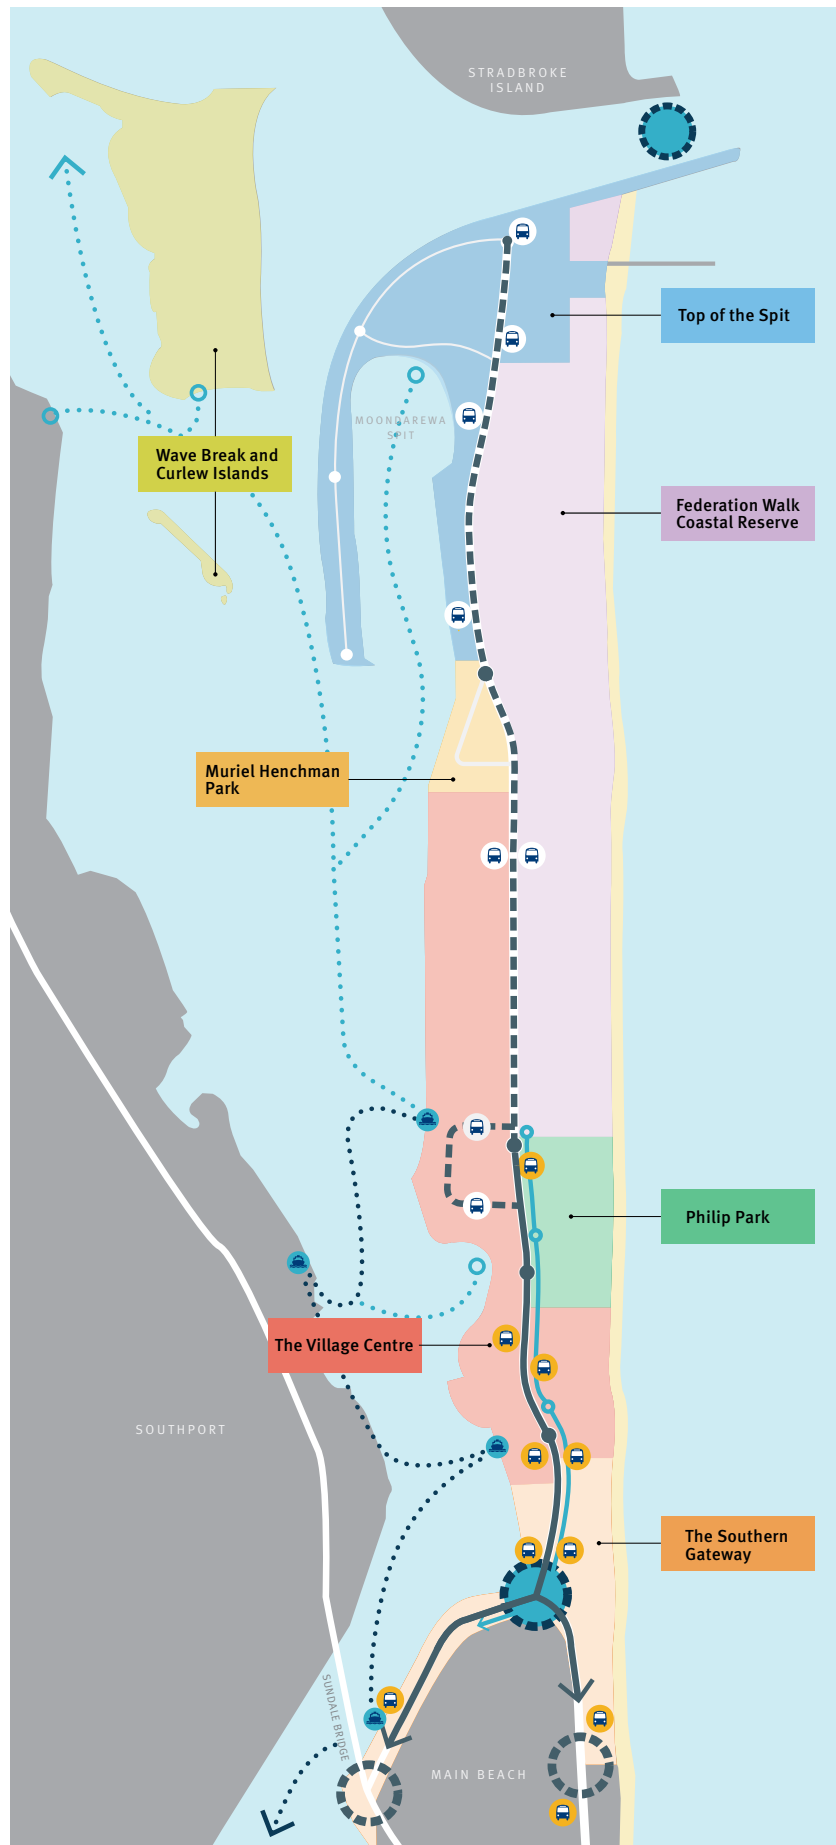 STRADBROKE
ISLAND
Top of the Spit
MOONDAREWA
SPIT
Wave Break and
Curlew Islands
Federation Walk
Coastal Reserve
Muriel Henchman
Park
Philip Park
The Village Centre
SOUTHPORT
The Southern
Gateway
SUNDALE BRIDGE
MAIN BEACH